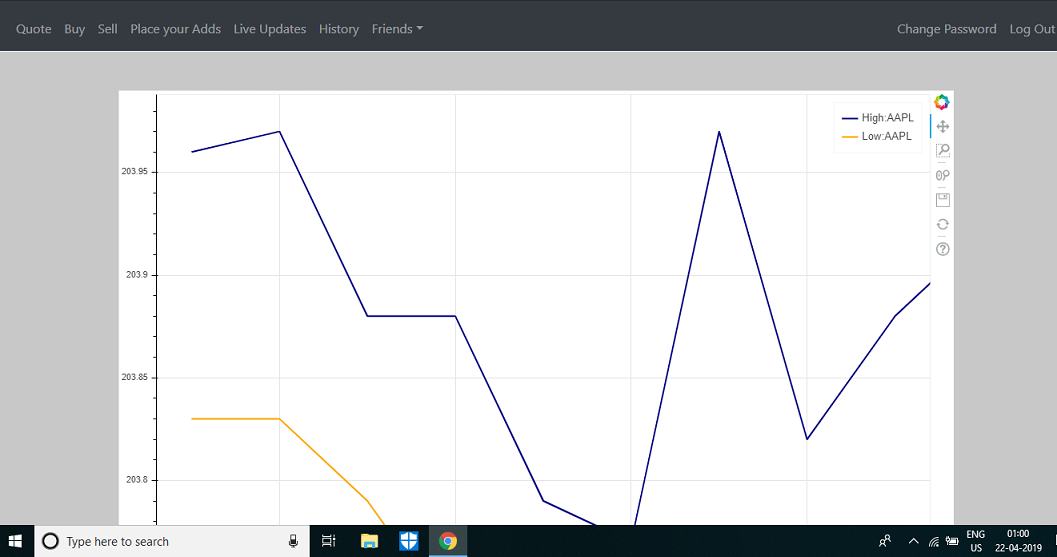 Quote Buy Sell Place your Adds Live Updates History Friends Change Password Log Out
High:AAPL
Low:AAPL
203.95
203.9
203.85
203.8
Type here to search
ENG
US
01:00
22-04-2019